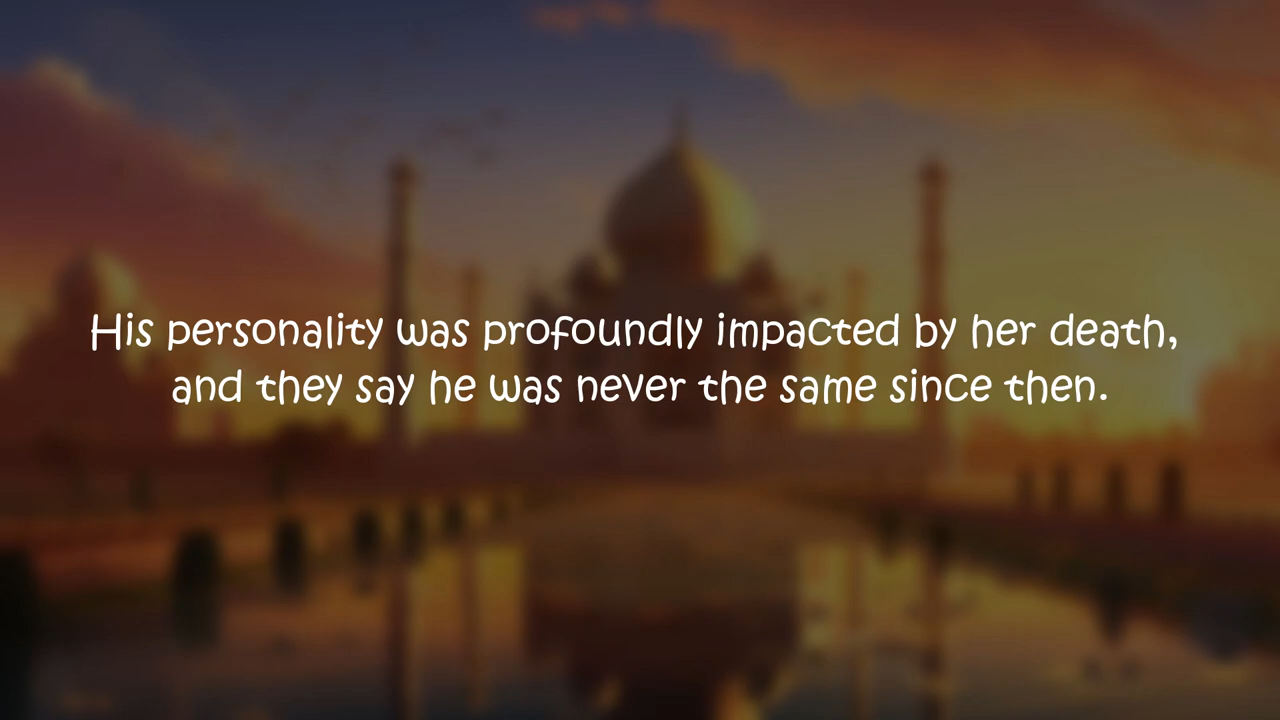 His personality was profoundly impacted by her death,
and they say he was never the same since then.